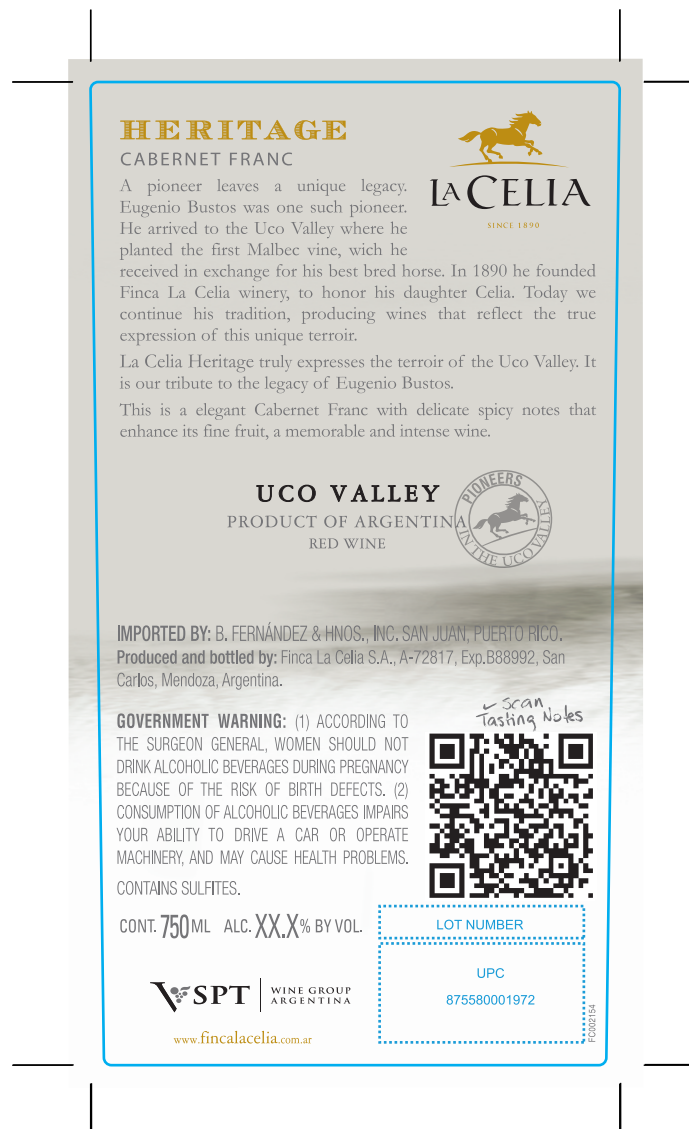 HERITAGE
CABERNET FRANC
A pioneer leaves a unique legacy.
Eugenio Bustos was one such pioneer.
He arrived to the Uco Valley where he
planted the first Malbec vine, wich he
received in exchange for his best bred horse. In 1890 he founded
Finca La Celia winery, to honor his daughter Celia. Today we
continue his tradition, producing wines that reflect the true
expression of this unique terroir.
La Celia Heritage truly expresses the terroir of the Uco Valley. It
is our tribute to the legacy of Eugenio Bustos.
This is a elegant Cabernet Franc with delicate spicy notes that
enhance its fine fruit, a memorable and intense wine.
LA CELIA
SINCE 1890
UCO VALLEY
PRODUCT OF ARGENTINA
RED WINE
PIONEERS
IN THE UCO VALLEY
IMPORTED BY: B. FERNÁNDEZ & HNOS., INC. SAN JUAN, PUERTO RICO.
Produced and bottled by: Finca La Celia S.A., A-72817, Exp.B88992, San
Carlos, Mendoza, Argentina.
GOVERNMENT WARNING: (1) ACCORDING TO
THE SURGEON GENERAL, WOMEN SHOULD NOT
DRINK ALCOHOLIC BEVERAGES DURING PREGNANCY
BECAUSE OF THE RISK OF BIRTH DEFECTS. (2)
CONSUMPTION OF ALCOHOLIC BEVERAGES IMPAIRS
YOUR ABILITY TO DRIVE A CAR OR OPERATE
MACHINERY, AND MAY CAUSE HEALTH PROBLEMS.
CONTAINS SULFITES.
CONT. 750 ML ALC. XX.X % BY VOL.
Scan
Tasting Notes
LOT NUMBER
UPC
875580001972
FC002154
VSPT
WINE GROUP
ARGENTINA
www.fincalacelia.com.ar